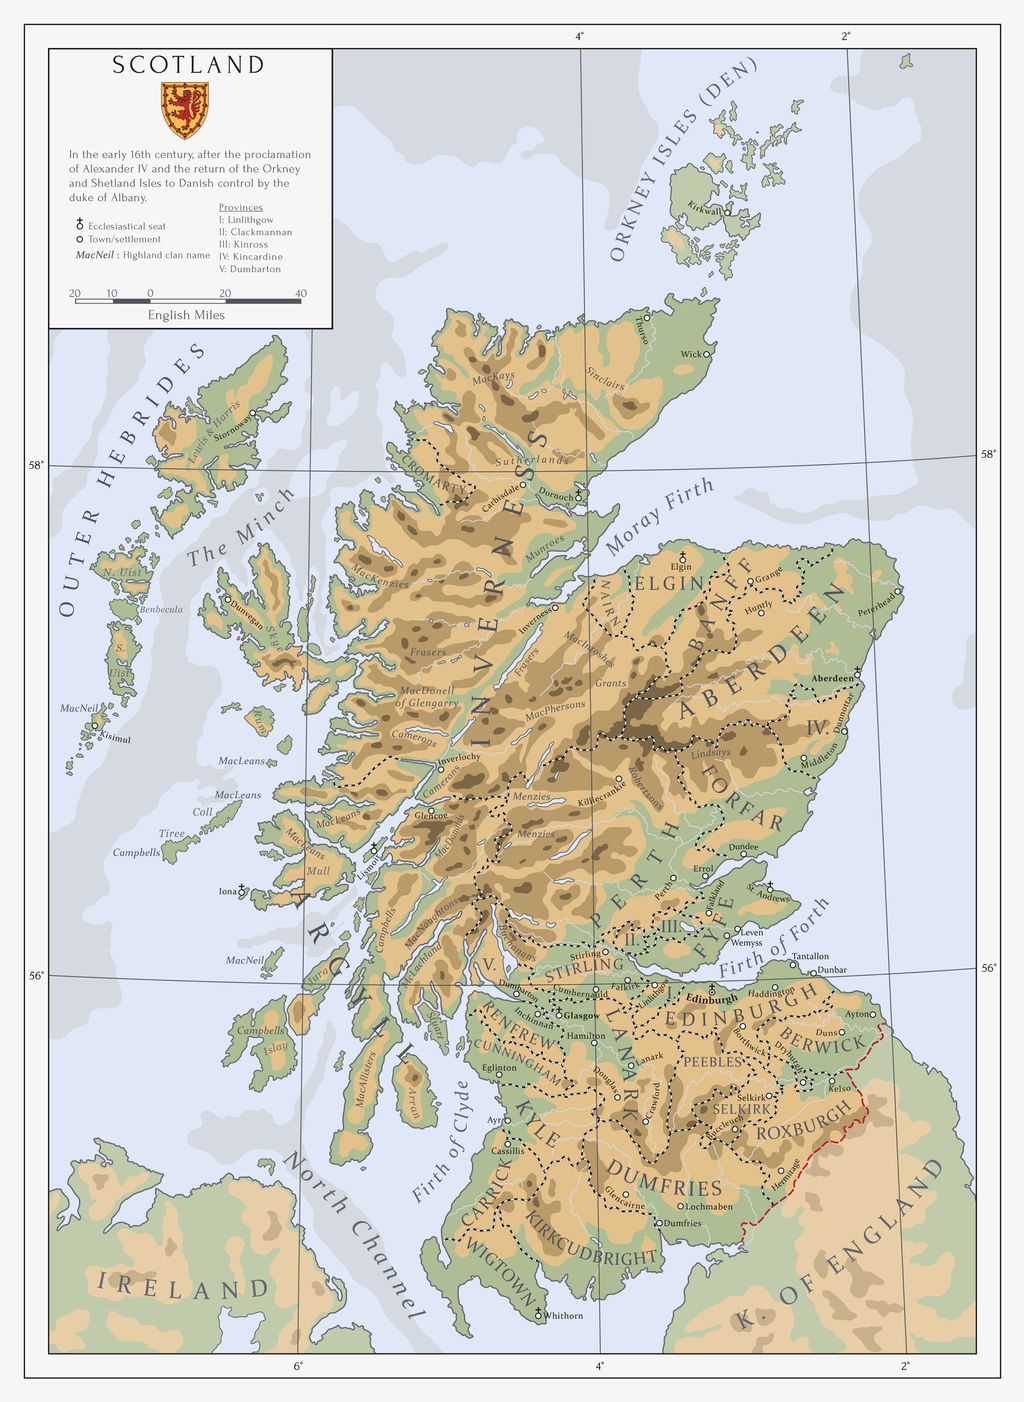 4°
2°
SCOTLAND
In the early 16th century, after the proclamation
of Alexander IV and the return of the Orkney
and Shetland Isles to Danish control by the
duke of Albany.
Ecclesiastical seat
Town/settlement
MacNeil : Highland clan name
Provinces
I: Linlithgow
II: Clackmannan
III: Kinross
IV: Kincardine
V: Dumbarton
20 10 0 20 40
English Miles
ORKNEY ISLES (DEN)
Kirkwall
OUTER HEBRIDES
Lewis & Harris
Stornoway
The Minch
Thurso
Wick
MacKays
Sinclairs
58°
58°
CROMARTY
Sutherlands
Carbisdale
Dornoch
INVERNESS
Moray Firth
Munroes
N. Uist
Benbecula
S.
Uist
Dunvegan
Skye
MacKenzies
Elgin
ELGIN
NAIRN
BANFF
Grange
Huntly
Peterhead
ABERDEEN
Inverness
Frasers
Frasers
MacIntoshes
Grants
Aberdeen
MacDonell
of Glengarry
MacPhersons
MacNeil
Kisimul
Rum
IV.
Dunnottar
Camerons
Lindsays
Middleton
MacLeans
Inverlochy
Camerons
Robertsons
Killiecrankie
FORFAR
MacLeans
Coll
Tiree
Campbells
MacLeans
Glencoe
MacDonalds
Menzies
Menzies
MacLeans
Mull
Lismore
Dundee
PERTH
Errol
Perth
Falkland
St. Andrews
Iona
ARGYLL
Campbells
MacNaughtons
Buchanans
II.
III.
FYFE
Leven
Wemyss
Firth of Forth
MacNeil
Jura
McLachland
V.
Stirling
STIRLING
Tantallon
Dunbar
56°
56°
Dumbarton
Cumbernauld
Falkirk
Linlithgow
I.
Edinburgh
Haddington
EDINBURGH
Inchinnan
Glasgow
RENFREW
Stuart
Campbells
Islay
CUNNINGHAM
Hamilton
LANARK
Lanark
Borthwick
PEEBLES
Dryburgh
Duns
BERWICK
Ayton
Kelso
MacAllisters
Arran
Eglinton
Douglas
Crawford
Selkirk
SELKIRK
Buccleuch
ROXBURGH
Firth of Clyde
Ayr
KYLE
Cassillis
Hermitage
North Channel
CARRICK
DUMFRIES
Glencairne
Lochmaben
Dumfries
KIRKCUDBRIGHT
WIGTOWN
Whithorn
IRELAND
K. OF ENGLAND
6°
4°
2°